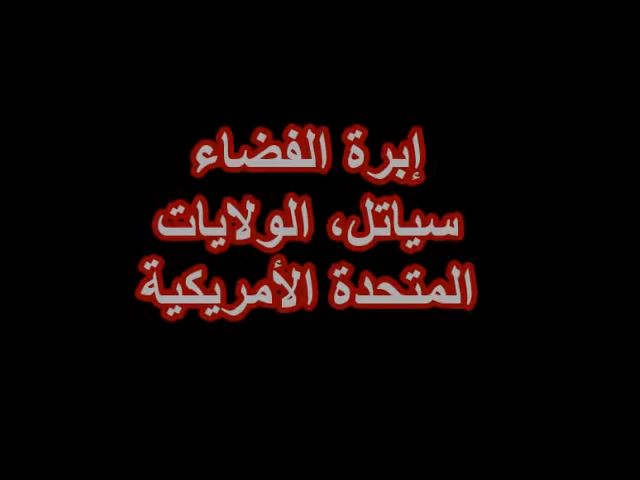 إبرة الفضاء
سياتل، الولايات
المتحدة الأمريكية